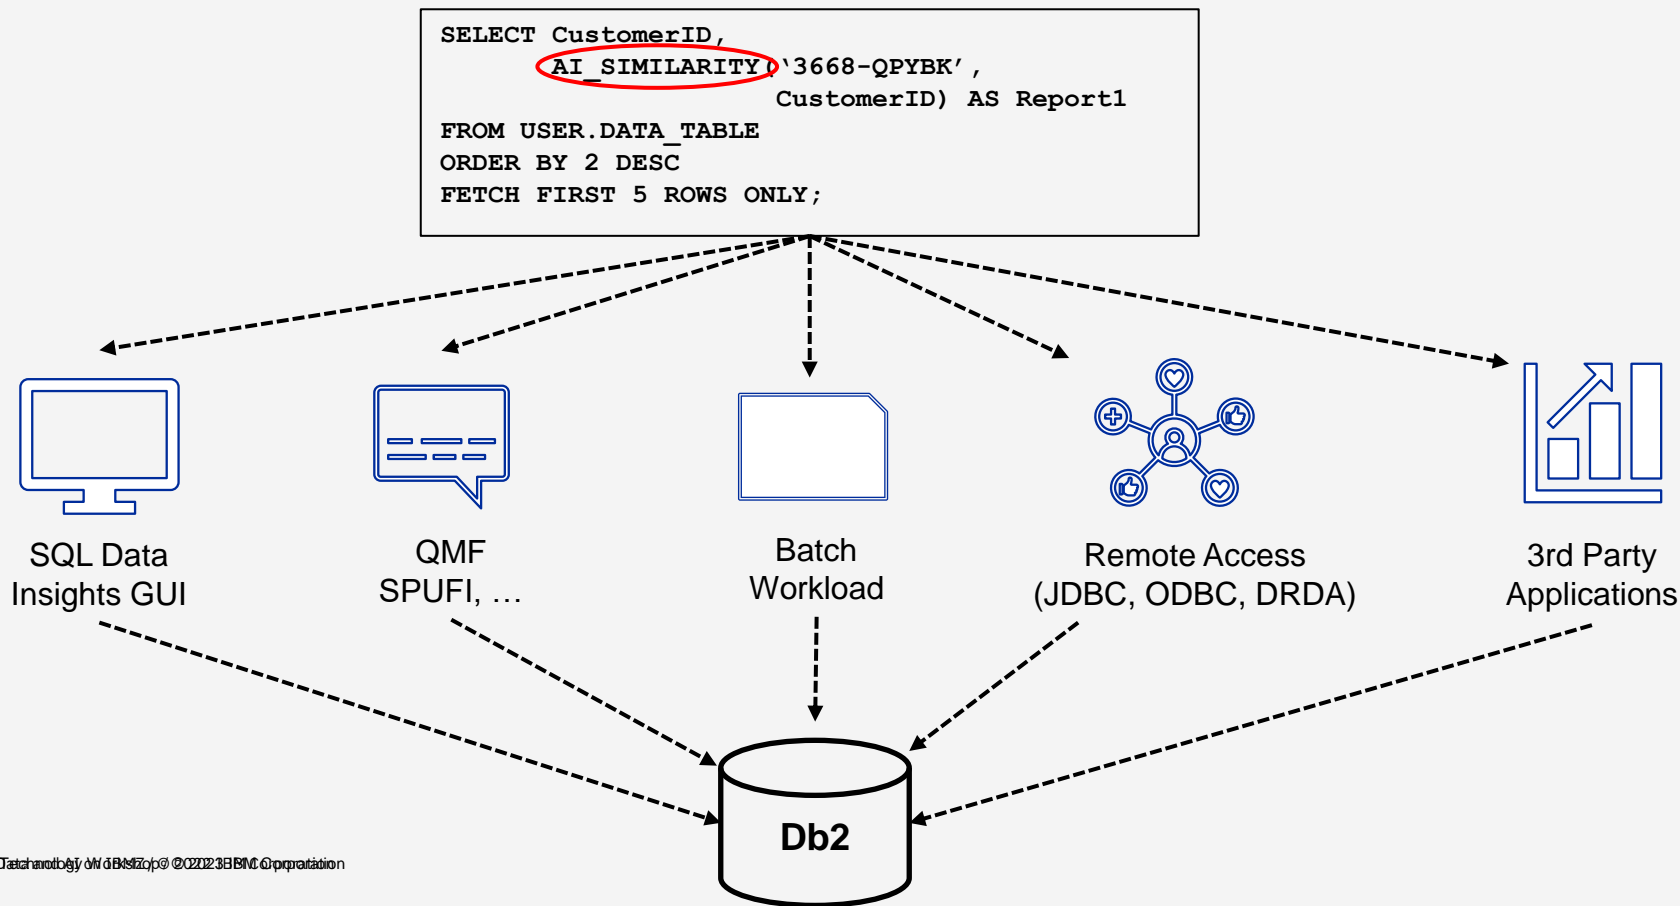 SELECT CustomerID,
AI_SIMILARITY(‘3668-QPYBK’,
CustomerID) AS Report1
FROM USER.DATA_TABLE
ORDER BY 2 DESC
FETCH FIRST 5 ROWS ONLY;
SQL Data
Insights GUI
QMF
SPUFI, …
Batch
Workload
Remote Access
(JDBC, ODBC, DRDA)
3rd Party
Applications
Db2